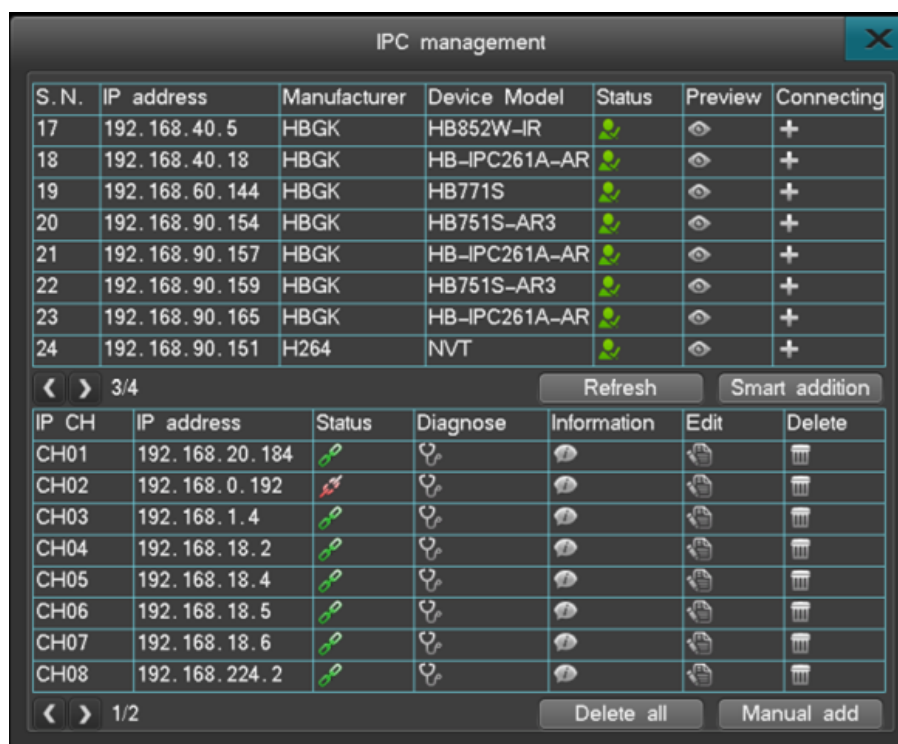 IPC management
S.N. IP address Manufacturer Device Model Status Preview Connecting
17 192.168.40.5 HBGK HB852W-IR
18 192.168.40.18 HBGK HB-IPC261A-AR
19 192.168.60.144 HBGK HB771S
20 192.168.90.154 HBGK HB751S-AR3
21 192.168.90.157 HBGK HB-IPC261A-AR
22 192.168.90.159 HBGK HB751S-AR3
23 192.168.90.165 HBGK HB-IPC261A-AR
24 192.168.90.151 H264 NVT
3/4 Refresh Smart addition
IP CH IP address Status Diagnose Information Edit Delete
CH01 192.168.20.184
CH02 192.168.0.192
CH03 192.168.1.4
CH04 192.168.18.2
CH05 192.168.18.4
CH06 192.168.18.5
CH07 192.168.18.6
CH08 192.168.224.2
1/2 Delete all Manual add